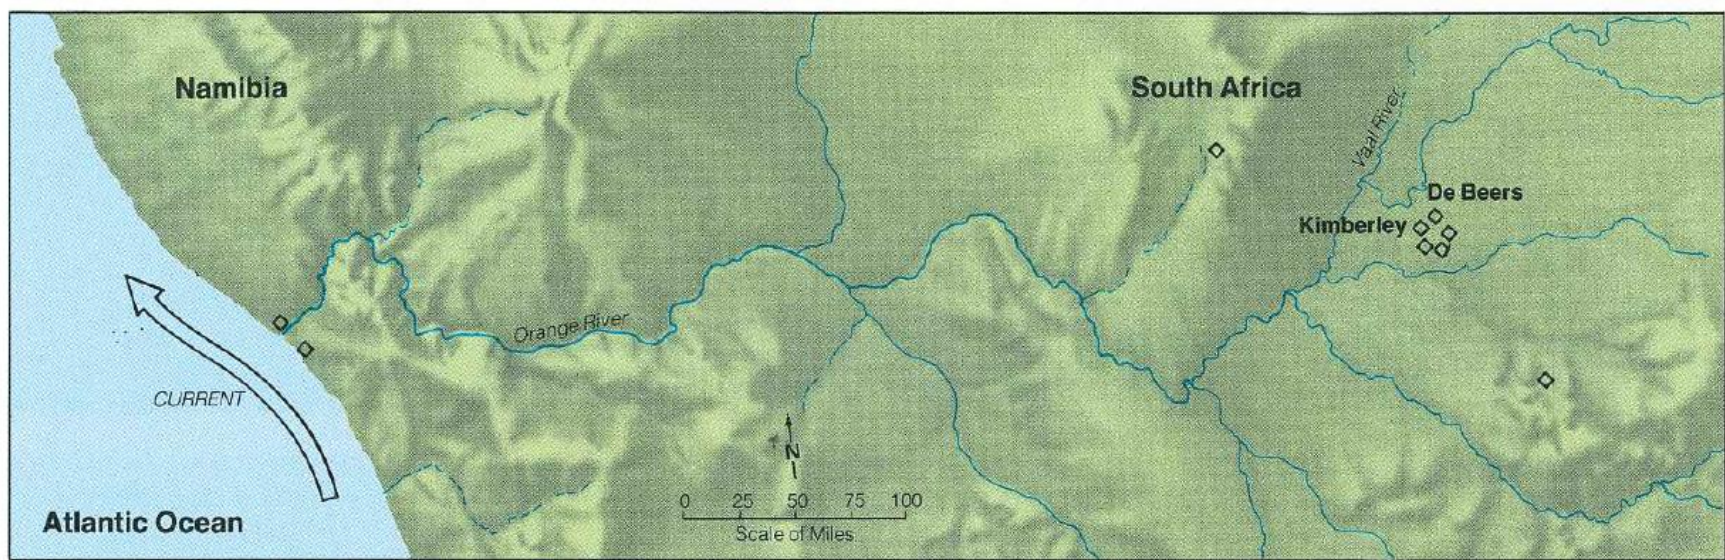 Namibia
South Africa
Vaal River
De Beers
Kimberley
Orange River
CURRENT
N
0 25 50 75 100
Scale of Miles
Atlantic Ocean